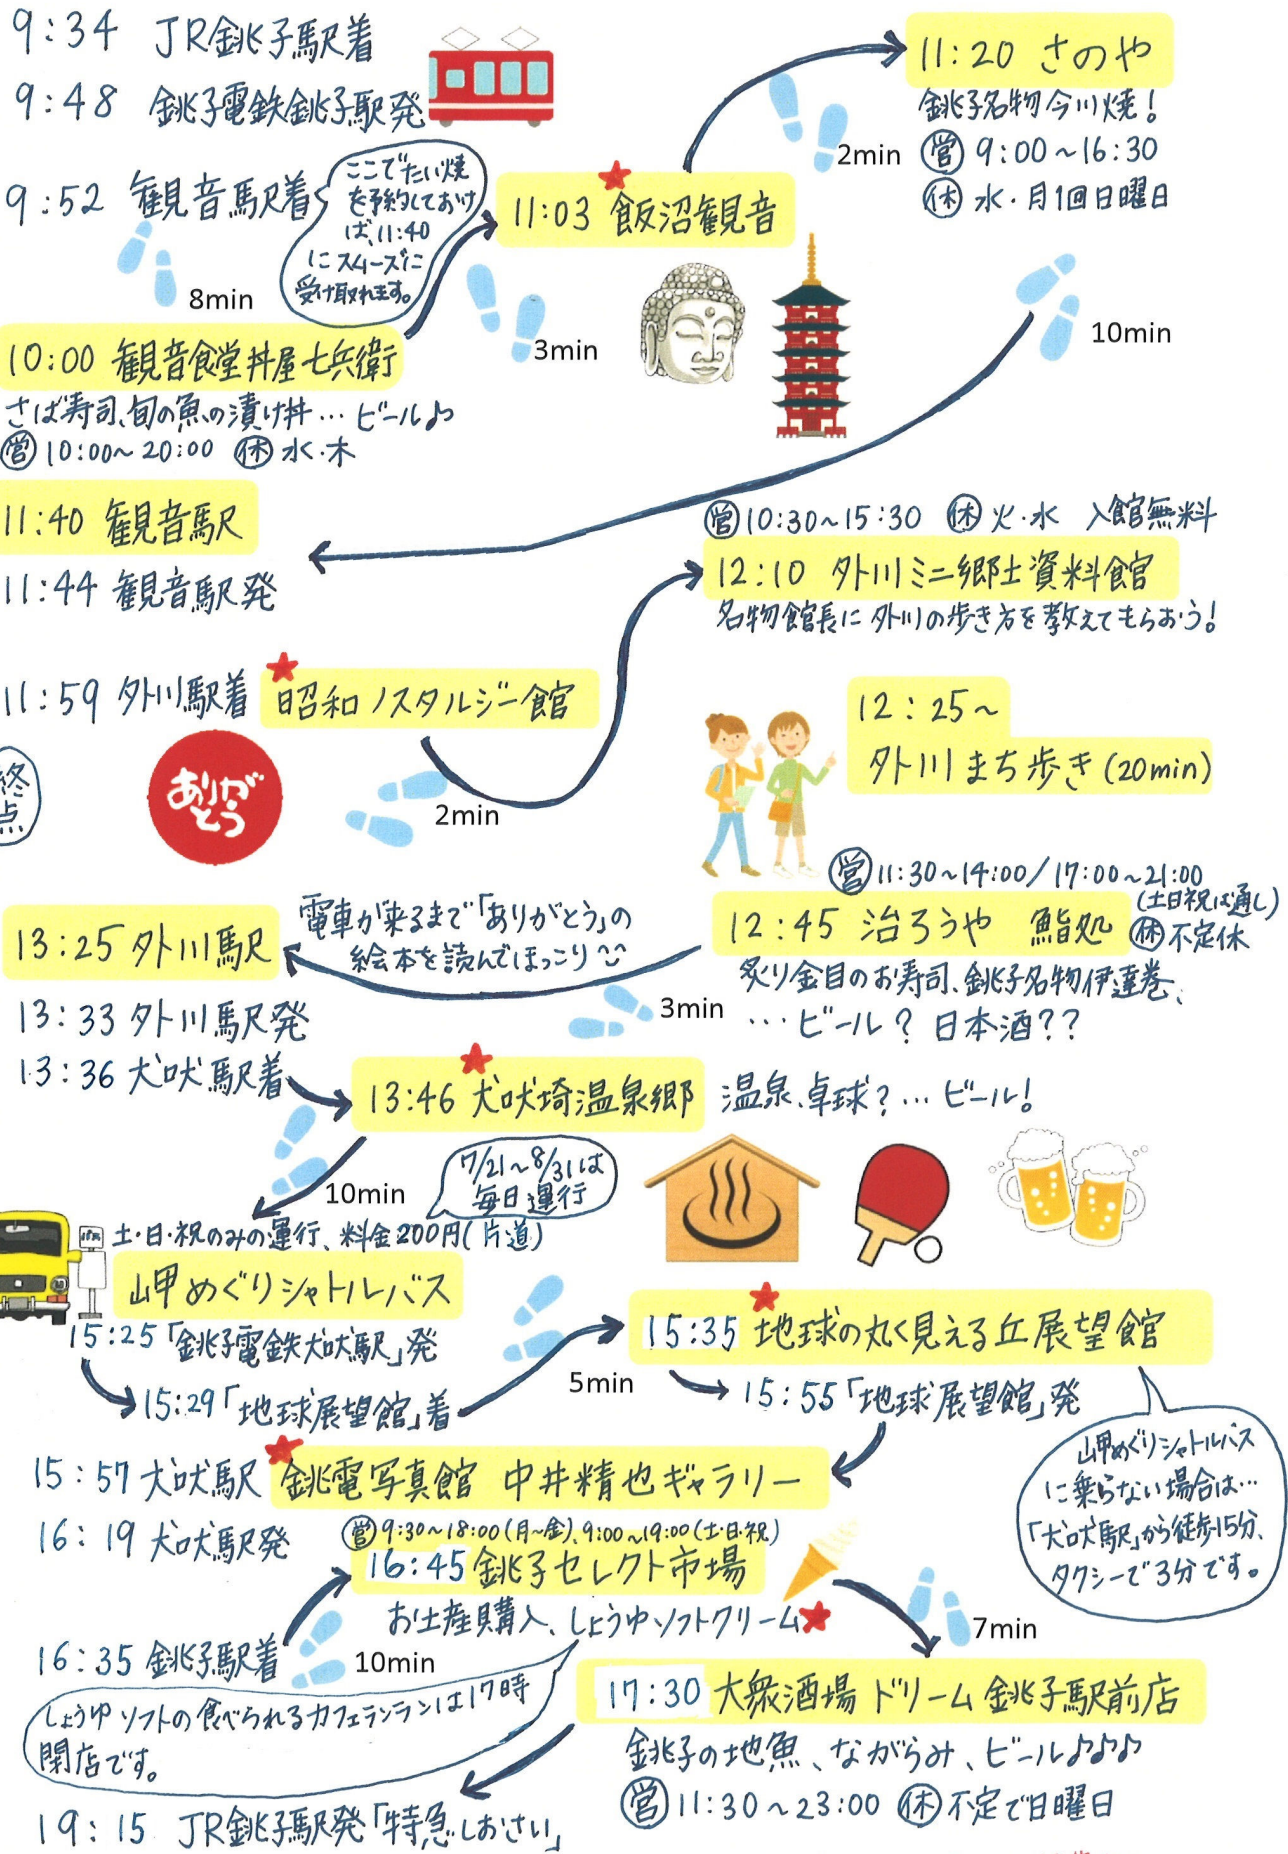 9:34 JR銚子駅着
9:48 銚子電鉄銚子駅発
9:52 観音駅着
ここでたい焼
を予約しておけ
ば、11:40
にスムーズに
受け取れます。
8min
10:00 観音食堂丼屋七兵衛
さば寿司、旬の魚の漬け丼…ビール♪
営 10:00~20:00 休 水・木
3min
11:03 飯沼観音
2min
11:20 さのや
銚子名物今川焼!
営 9:00~16:30
休 水・月1回日曜日
10min
11:40 観音駅
11:44 観音駅発
11:59 外川駅着
昭和ノスタルジー館
終点
ありがとう
2min
営 10:30~15:30 休 火・水 入館無料
12:10 外川ミニ郷土資料館
名物館長に外川の歩き方を教えてもらおう!
12:25~
外川まち歩き(20min)
営 11:30~14:00/17:00~21:00
(土日祝は通し)
12:45 治ろうや 鮨処
休 不定休
炙り金目のお寿司、銚子名物伊達巻、
…ビール? 日本酒??
3min
電車が来るまで「ありがとう」の
絵本を読んでほっこり
13:25 外川駅
13:33 外川駅発
13:36 犬吠駅着
13:46 犬吠埼温泉郷
温泉、卓球?…ビール!
10min
7/21~8/31は
毎日運行
土・日・祝のみの運行、料金200円(片道)
岬めぐりシャトルバス
15:25「銚子電鉄犬吠駅」発
15:29「地球展望館」着
5min
15:35 地球の丸く見える丘展望館
15:55「地球展望館」発
岬めぐりシャトルバス
に乗らない場合は…
「犬吠駅」から徒歩15分、
タクシーで3分です。
15:57 犬吠駅
銚電写真館 中井精也ギャラリー
16:19 犬吠駅発
営 9:30~18:00(月~金)、9:00~19:00(土・日・祝)
16:45 銚子セレクト市場
お土産購入、しょうゆソフトクリーム
16:35 銚子駅着
10min
しょうゆソフトの食べられるカフェランランは17時
閉店です。
7min
17:30 大衆酒場 ドリーム 銚子駅前店
銚子の地魚、ながらみ、ビール♪♪♪
営 11:30~23:00 休 不定で日曜日
19:15 JR銚子駅発「特急しおさい」